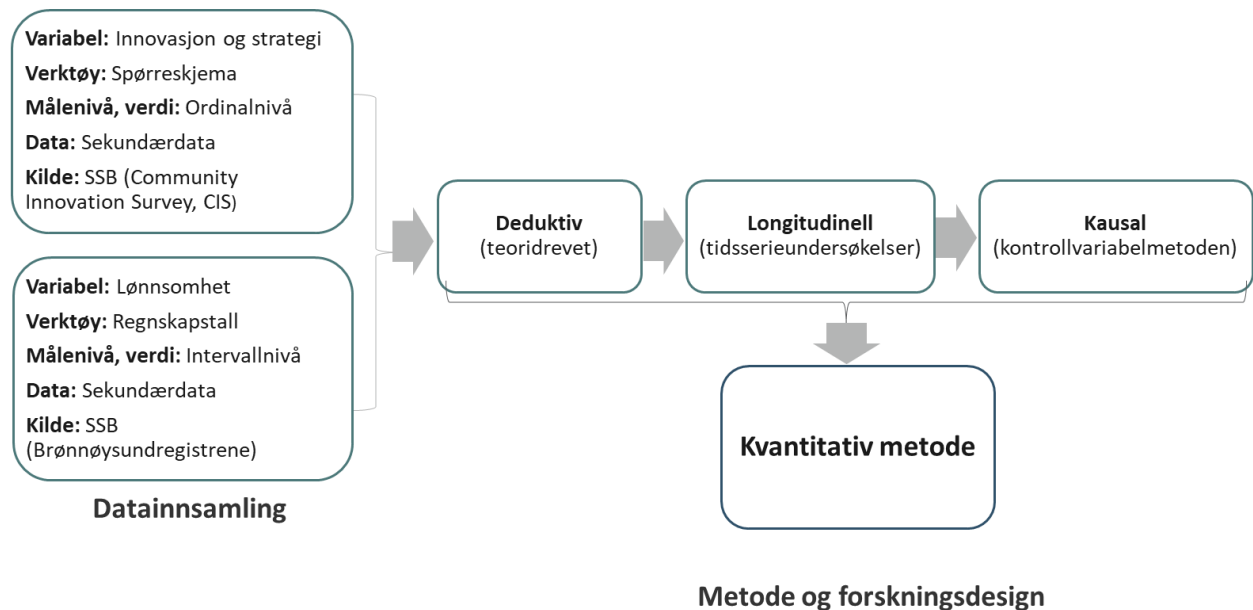 Variabel: Innovasjon og strategi
Verktøy: Spørreskjema
Målenivå, verdi: Ordinalnivå
Data: Sekundærdata
Kilde: SSB (Community
Innovation Survey, CIS)
Variabel: Lønnsomhet
Verktøy: Regnskapstall
Målenivå, verdi: Intervallnivå
Data: Sekundærdata
Kilde: SSB
(Brønnøysundregistrene)
Datainnsamling
Deduktiv
(teoridrevet)
Longitudinell
(tidsserieundersøkelser)
Kausal
(kontrollvariabelmetoden)
Kvantitativ metode
Metode og forskningsdesign